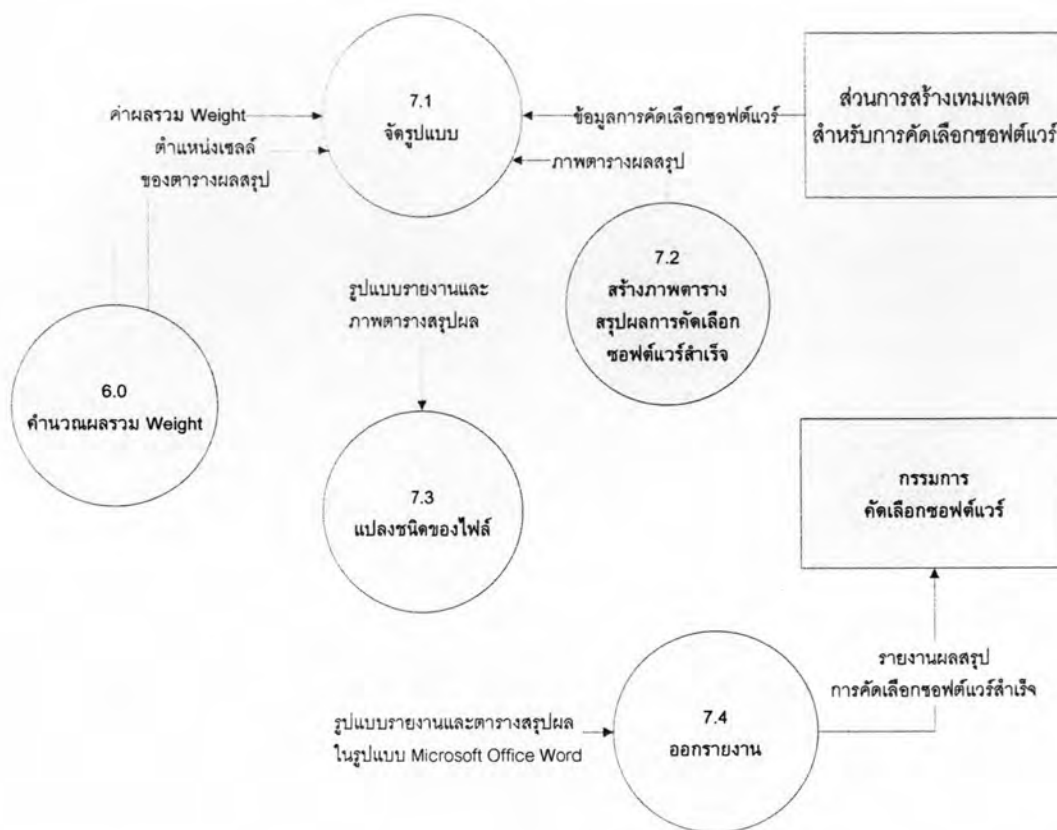 7.1
จัดรูปแบบ
ค่าผลรวม Weight
ตำแหน่งเซลล์
ของตารางผลสรุป
ข้อมูลการคัดเลือกซอฟต์แวร์
ภาพตารางผลสรุป
ส่วนการสร้างเทมเพลต
สำหรับการคัดเลือกซอฟต์แวร์
7.2
สร้างภาพตาราง
สรุปผลการคัดเลือก
ซอฟต์แวร์สำเร็จ
รูปแบบรายงานและ
ภาพตารางสรุปผล
6.0
คำนวณผลรวม Weight
7.3
แปลงชนิดของไฟล์
กรรมการ
คัดเลือกซอฟต์แวร์
รายงานผลสรุป
การคัดเลือกซอฟต์แวร์สำเร็จ
รูปแบบรายงานและตารางสรุปผล
ในรูปแบบ Microsoft Office Word
7.4
ออกรายงาน